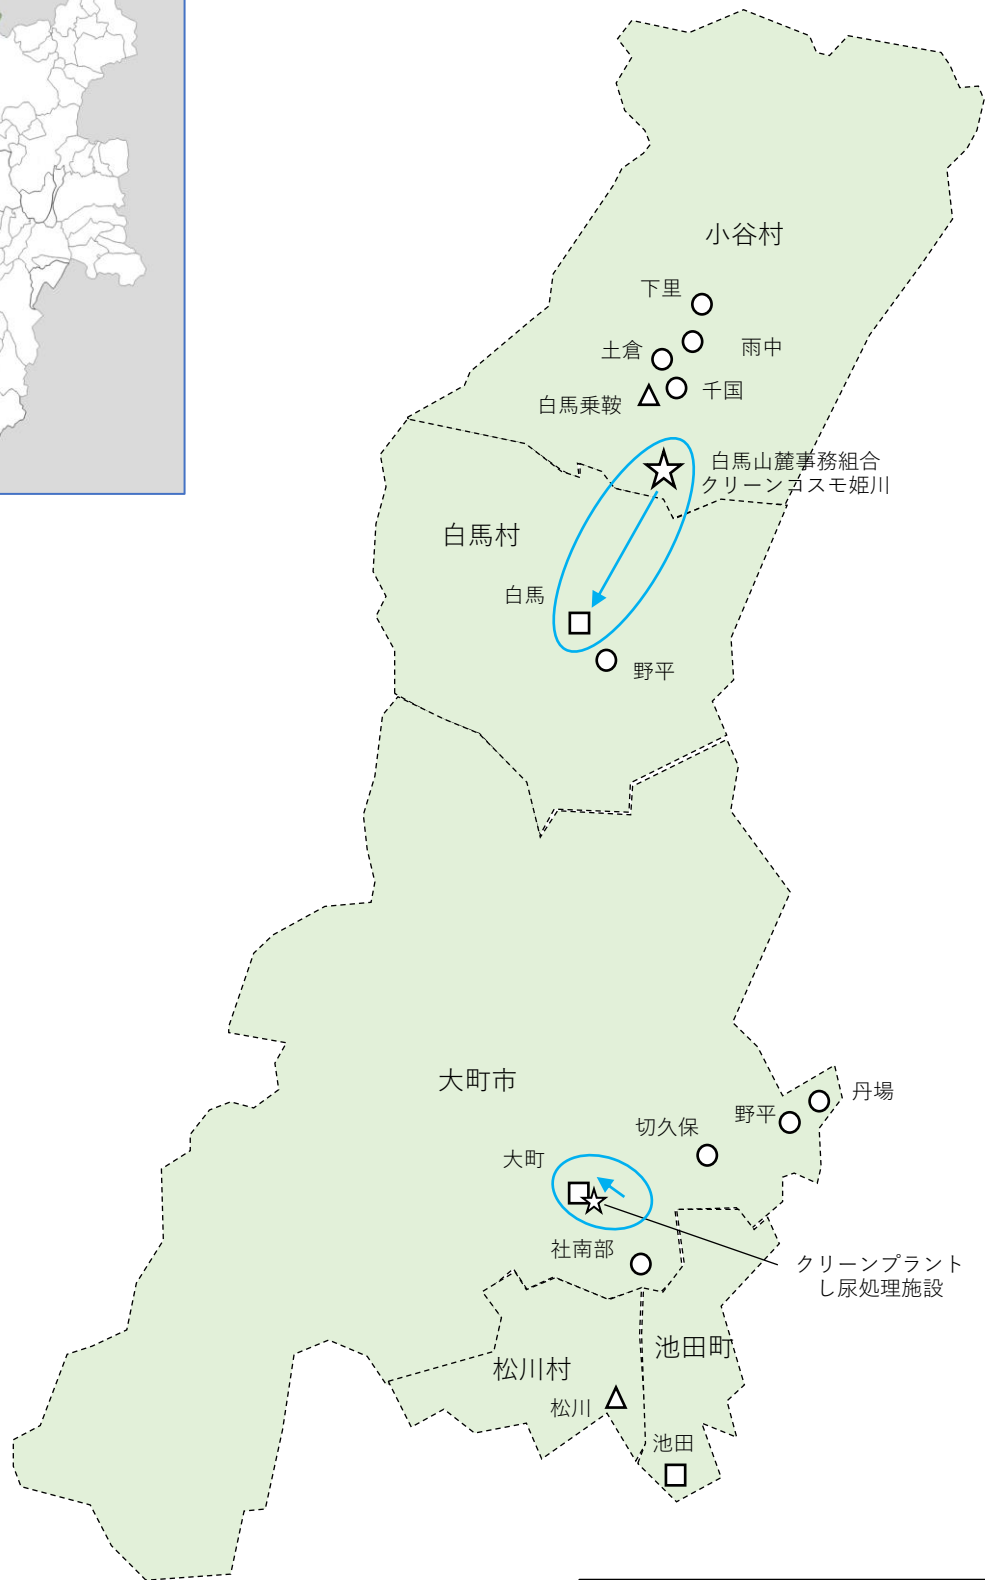 小谷村
下里
雨中
土倉
千国
白馬乗鞍
白馬山麓事務組合
クリーンコスモ姫川
白馬村
白馬
野平
大町市
丹場
野平
切久保
大町
社南部
クリーンプラント
し尿処理施設
池田町
松川村
松川
池田